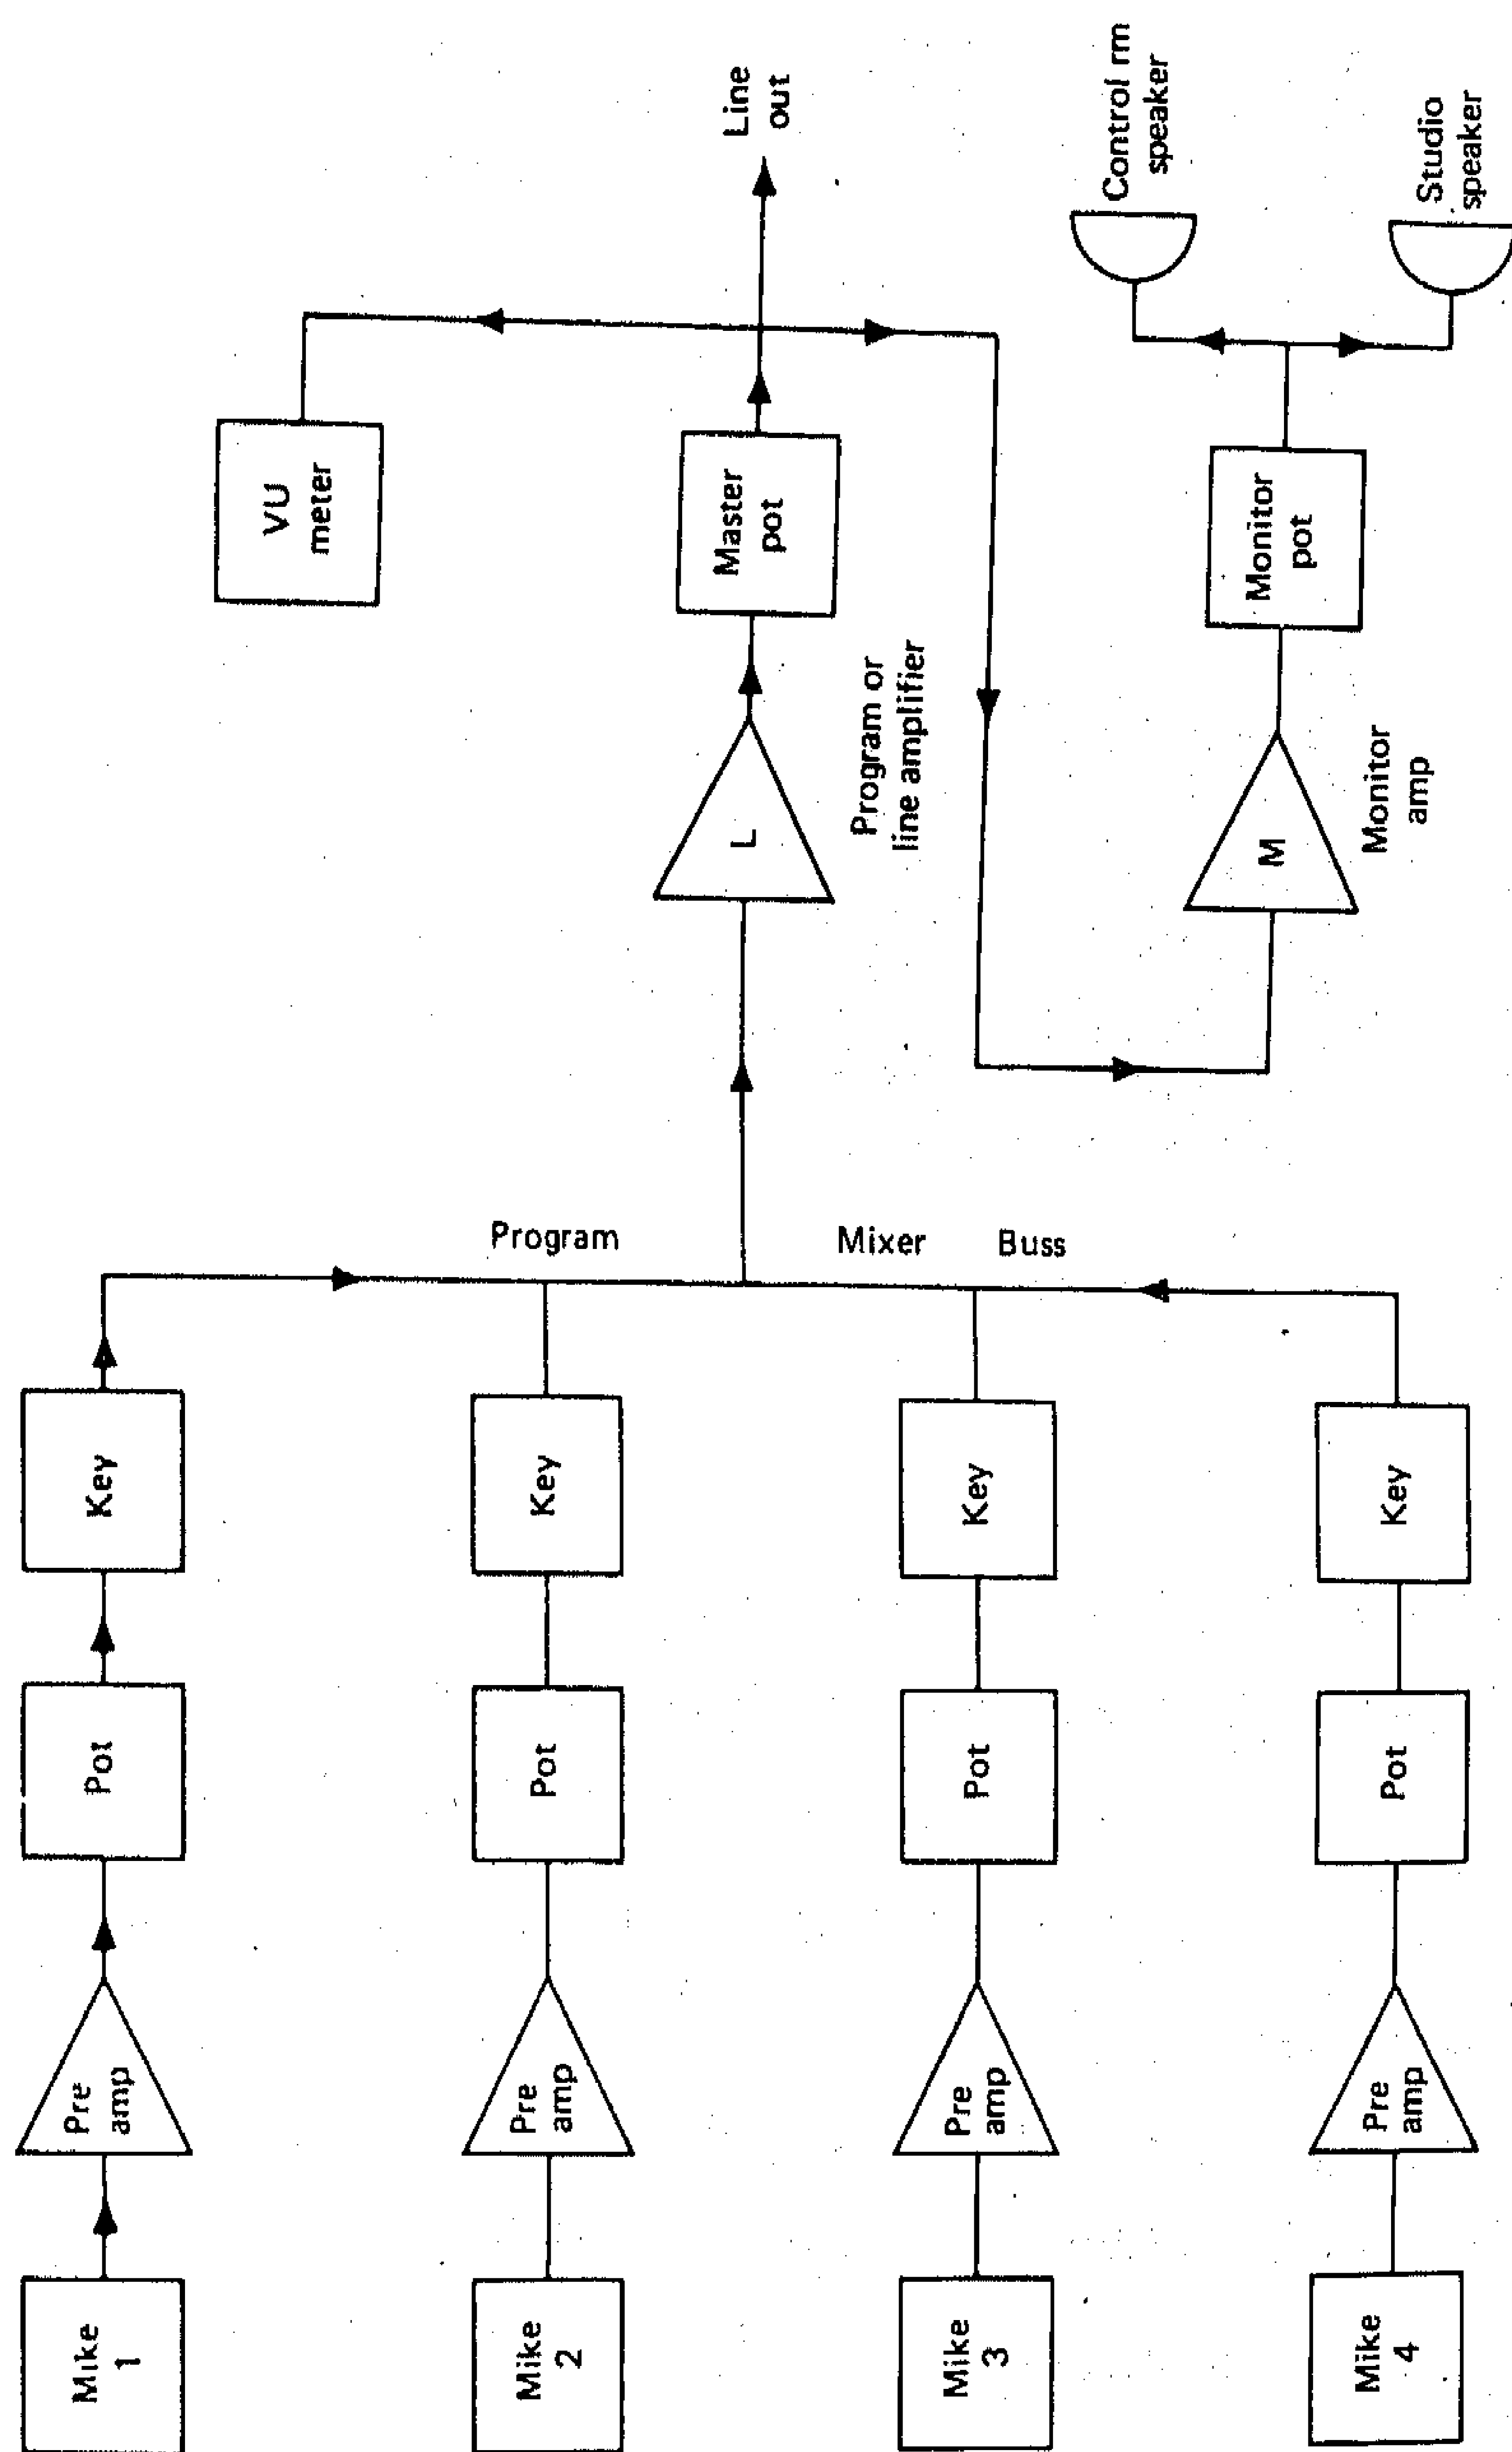 Mike
1
Pre
amp
Pot
Key
Mike
2
Pre
amp
Pot
Key
Mike
3
Pre
amp
Pot
Key
Mike
4
Pre
amp
Pot
Key
Program Mixer Buss
L
Program or
line amplifier
Master
pot
VU
meter
Line
out
M
Monitor
amp
Monitor
pot
Control rm
speaker
Studio
speaker